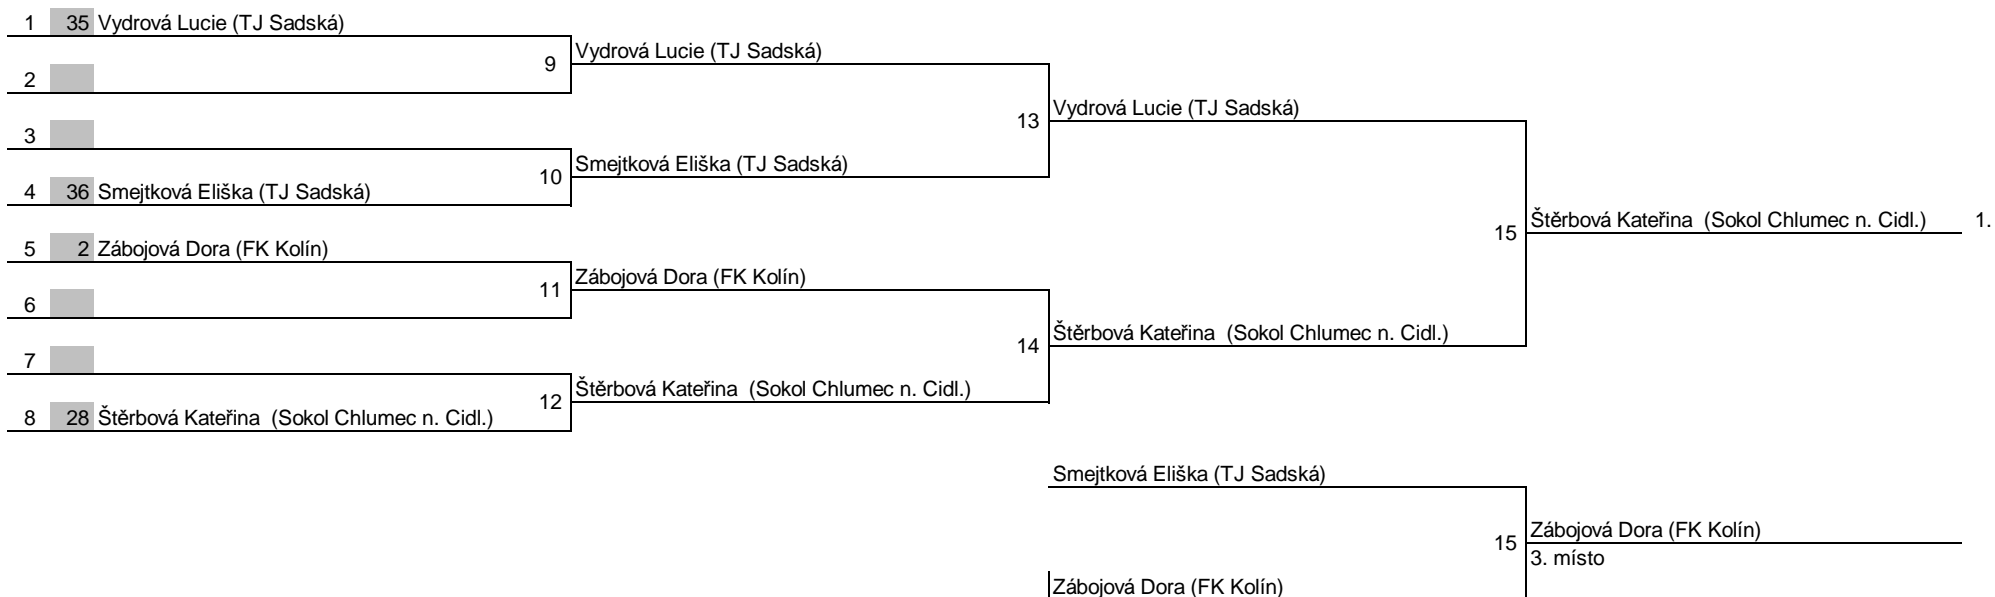 1 35 Vydrová Lucie (TJ Sadská)
9 Vydrová Lucie (TJ Sadská)
2
13 Vydrová Lucie (TJ Sadská)
3
10 Smejtková Eliška (TJ Sadská)
4 36 Smejtková Eliška (TJ Sadská)
15 Štěrbová Kateřina  (Sokol Chlumec n. Cidl.) 1.
5 2 Zábojová Dora (FK Kolín)
11 Zábojová Dora (FK Kolín)
6
14 Štěrbová Kateřina  (Sokol Chlumec n. Cidl.)
7
12 Štěrbová Kateřina  (Sokol Chlumec n. Cidl.)
8 28 Štěrbová Kateřina  (Sokol Chlumec n. Cidl.)
Smejtková Eliška (TJ Sadská)
15 Zábojová Dora (FK Kolín)
3. místo
Zábojová Dora (FK Kolín)